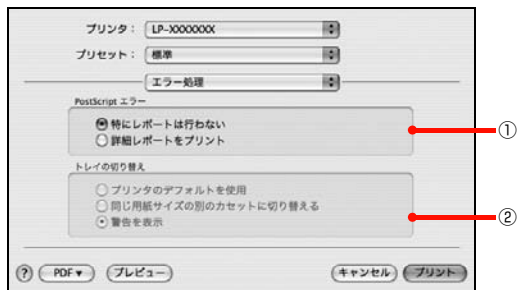 プリンタ： LP-XXXXXXX
プリセット： 標準
エラー処理
PostScript エラー
特にレポートは行わない
①
詳細レポートをプリント
トレイの切り替え
プリンタのデフォルトを使用
同じ用紙サイズの別のカセットに切り替える
②
警告を表示
? PDF▼ プレビュー キャンセル プリント